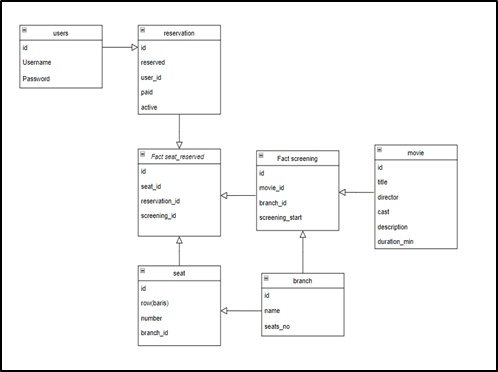 users
id
Username
Password
reservation
id
reserved
user_id
paid
active
Fact seat_reserved
id
seat_id
reservation_id
screening_id
Fact screening
id
movie_id
branch_id
screening_start
movie
id
title
director
cast
description
duration_min
seat
id
row(baris)
number
branch_id
branch
id
name
seats_no